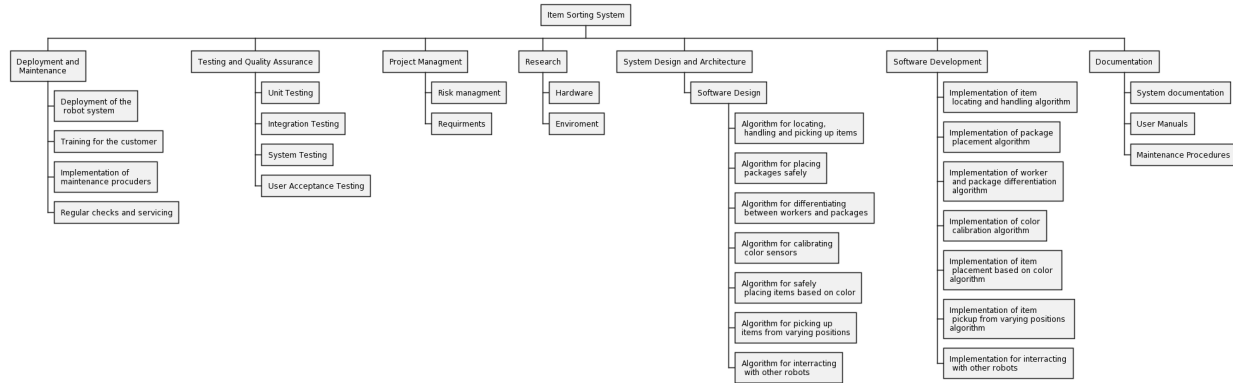 Item Sorting System
Deployment and
Maintenance
Deployment of the
robot system
Training for the customer
Implementation of
maintenance procuders
Regular checks and servicing
Testing and Quality Assurance
Unit Testing
Integration Testing
System Testing
User Acceptance Testing
Project Managment
Risk managment
Requirments
Research
Hardware
Enviroment
System Design and Architecture
Software Design
Algorithm for locating,
handling and picking up items
Algorithm for placing
packages safely
Algorithm for differentiating
between workers and packages
Algorithm for calibrating
color sensors
Algorithm for safely
placing items based on color
Algorithm for picking up
items from varying positions
Algorithm for interracting
with other robots
Software Development
Implementation of item
locating and handling algorithm
Implementation of package
placement algorithm
Implementation of worker
and package differentiation
algorithm
Implementation of color
calibration algorithm
Implementation of item
placement based on color
algorithm
Implementation of item
pickup from varying positions
algorithm
Implementation for interracting
with other robots
Documentation
System documentation
User Manuals
Maintenance Procedures